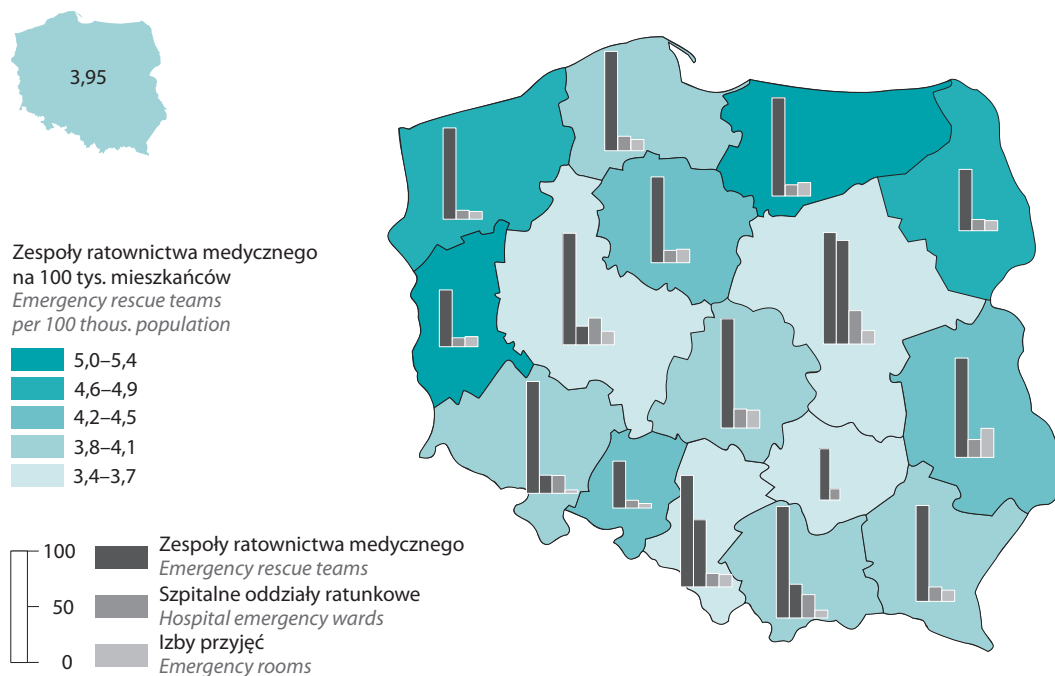 3,95
Zespoły ratownictwa medycznego
na 100 tys. mieszkańców
Emergency rescue teams
per 100 thous. population
5,0–5,4
4,6–4,9
4,2–4,5
3,8–4,1
3,4–3,7
100
50
0
Zespoły ratownictwa medycznego
Emergency rescue teams
Szpitalne oddziały ratunkowe
Hospital emergency wards
Izby przyjęć
Emergency rooms